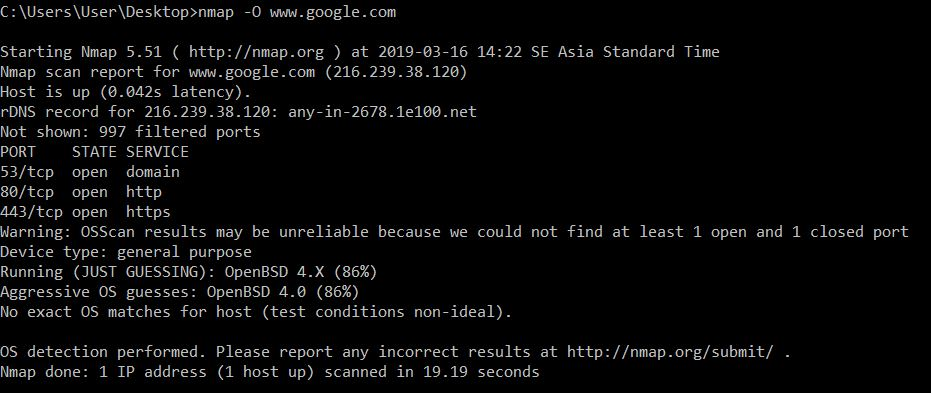 C:\Users\User\Desktop>nmap -O www.google.com
Starting Nmap 5.51 ( http://nmap.org ) at 2019-03-16 14:22 SE Asia Standard Time
Nmap scan report for www.google.com (216.239.38.120)
Host is up (0.042s latency).
rDNS record for 216.239.38.120: any-in-2678.1e100.net
Not shown: 997 filtered ports
PORT    STATE SERVICE
53/tcp  open  domain
80/tcp  open  http
443/tcp open  https
Warning: OSScan results may be unreliable because we could not find at least 1 open and 1 closed port
Device type: general purpose
Running (JUST GUESSING): OpenBSD 4.X (86%)
Aggressive OS guesses: OpenBSD 4.0 (86%)
No exact OS matches for host (test conditions non-ideal).
OS detection performed. Please report any incorrect results at http://nmap.org/submit/ .
Nmap done: 1 IP address (1 host up) scanned in 19.19 seconds